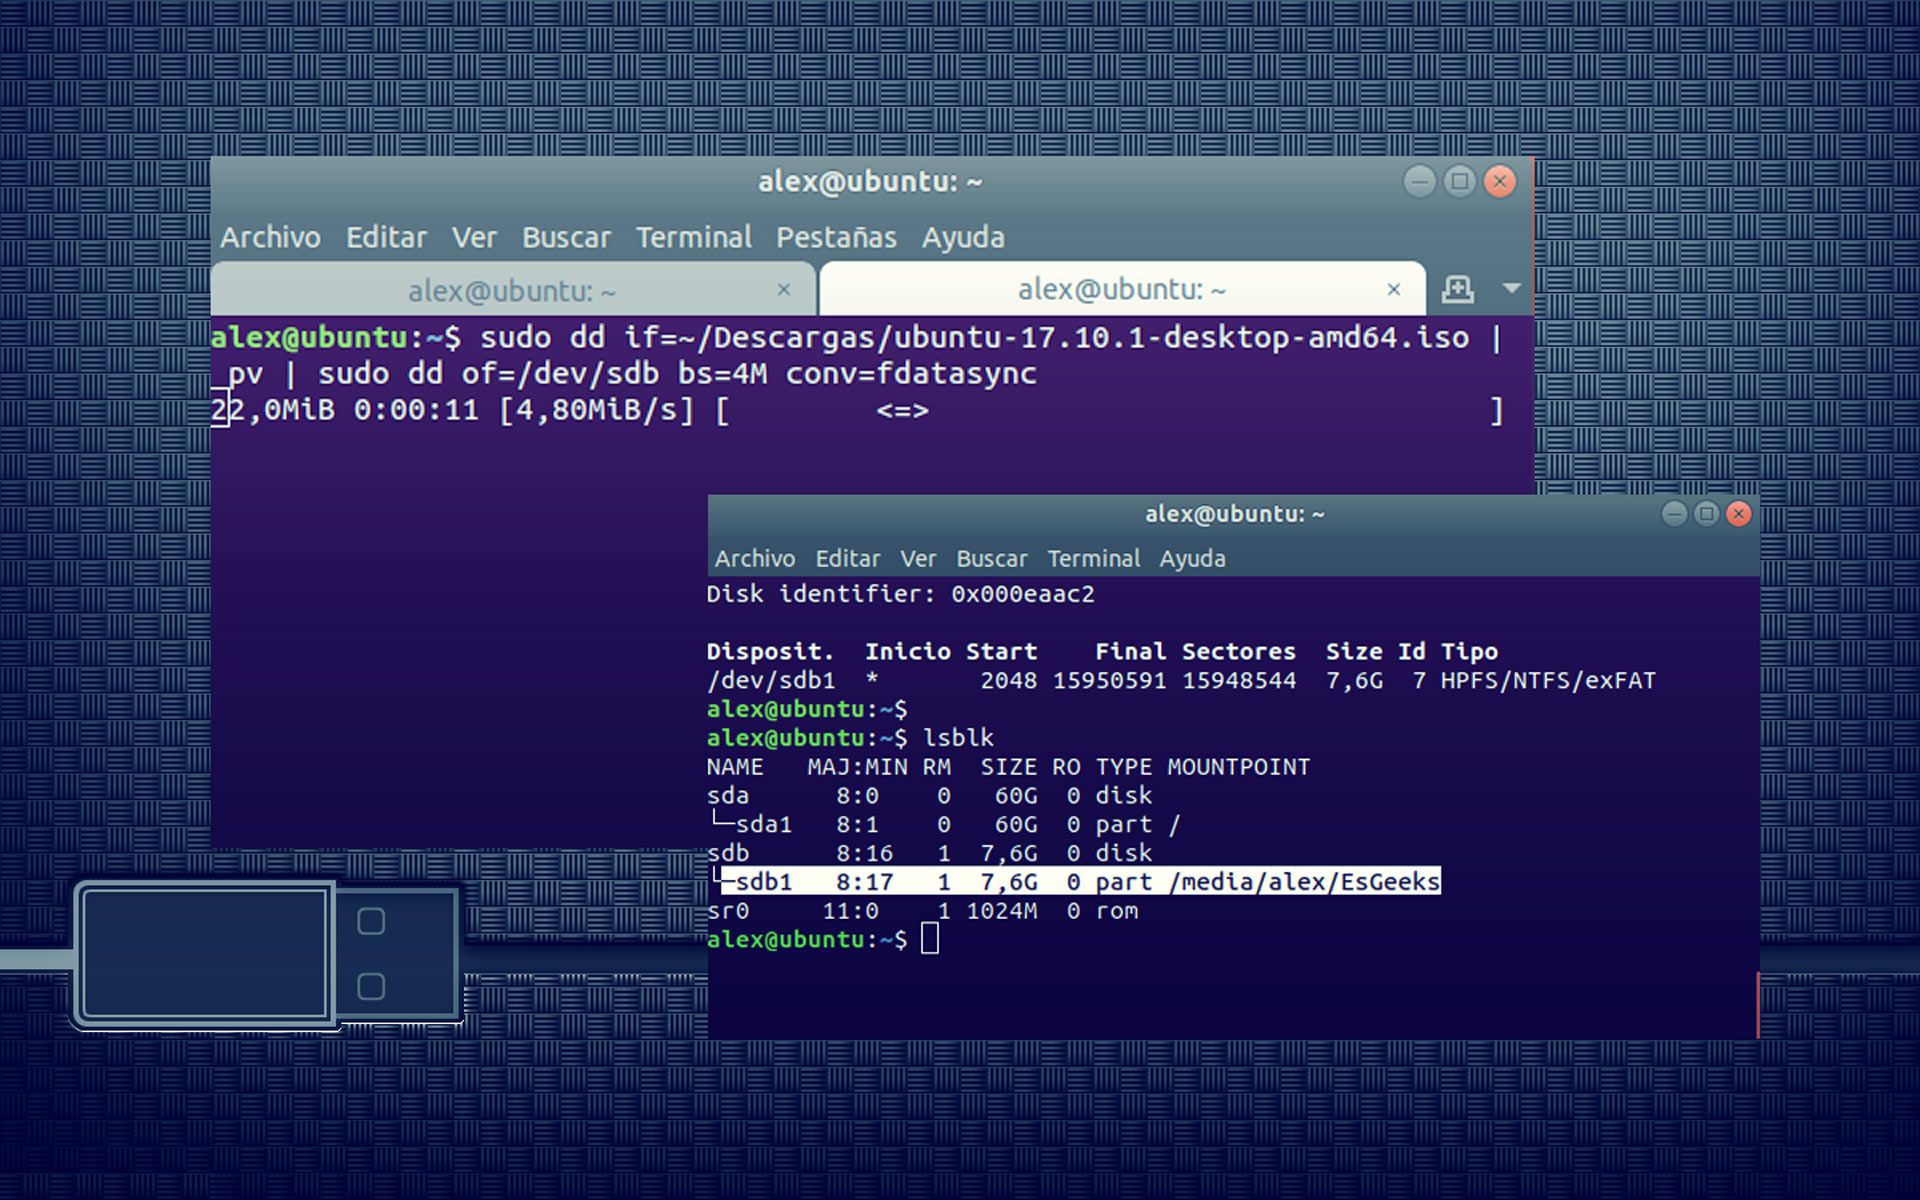 alex@ubuntu: ~
Archivo Editar Ver Buscar Terminal Pestañas Ayuda
alex@ubuntu: ~ × alex@ubuntu: ~ ×
alex@ubuntu:~$ sudo dd if=~/Descargas/ubuntu-17.10.1-desktop-amd64.iso |
pv | sudo dd of=/dev/sdb bs=4M conv=fdatasync
22,0MiB 0:00:11 [4,80MiB/s] [ <=> ]
alex@ubuntu: ~
Archivo Editar Ver Buscar Terminal Ayuda
Disk identifier: 0x000eaac2
Disposit. Inicio Start Final Sectores Size Id Tipo
/dev/sdb1 * 2048 15950591 15948544 7,6G 7 HPFS/NTFS/exFAT
alex@ubuntu:~$
alex@ubuntu:~$ lsblk
NAME MAJ:MIN RM SIZE RO TYPE MOUNTPOINT
sda 8:0 0 60G 0 disk
└─sda1 8:1 0 60G 0 part /
sdb 8:16 1 7,6G 0 disk
└─sdb1 8:17 1 7,6G 0 part /media/alex/EsGeeks
sr0 11:0 1 1024M 0 rom
alex@ubuntu:~$